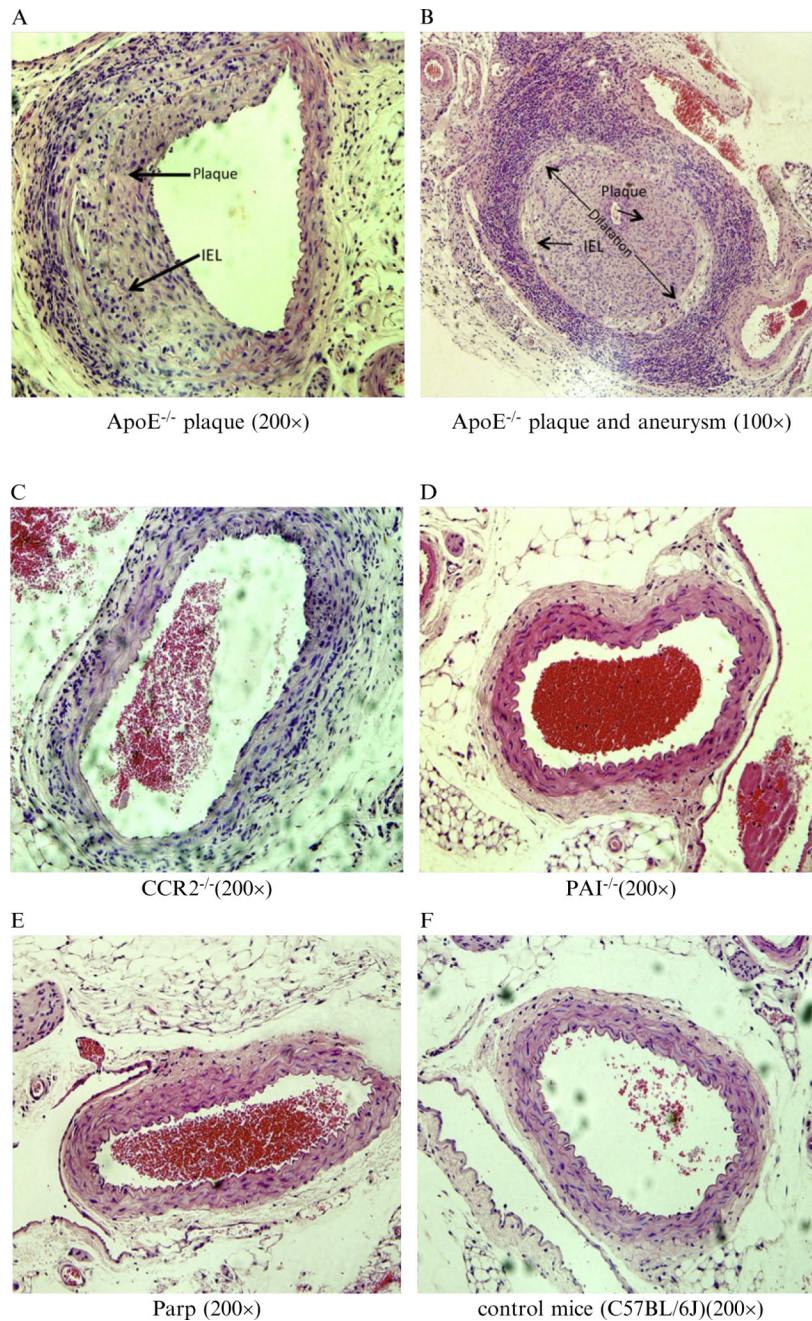 A
Plaque
IEL
ApoE-/- plaque (200×)
B
Plaque
Dilatation
IEL
ApoE-/- plaque and aneurysm (100×)
C
CCR2-/-(200×)
D
PAI-/-(200×)
E
Parp (200×)
F
control mice (C57BL/6J)(200×)